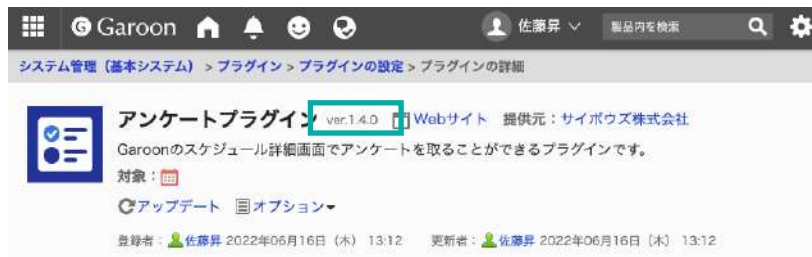 Garoon 佐藤昇 製品内を検索
システム管理（基本システム） > プラグイン > プラグインの設定 > プラグインの詳細
アンケートプラグイン ver.1.4.0 Webサイト 提供元：サイボウズ株式会社
Garoonのスケジュール詳細画面でアンケートを取ることができるプラグインです。
対象：
アップデート オプション
登録者： 佐藤昇 2022年06月16日（木） 13:12 更新者： 佐藤昇 2022年06月16日（木） 13:12